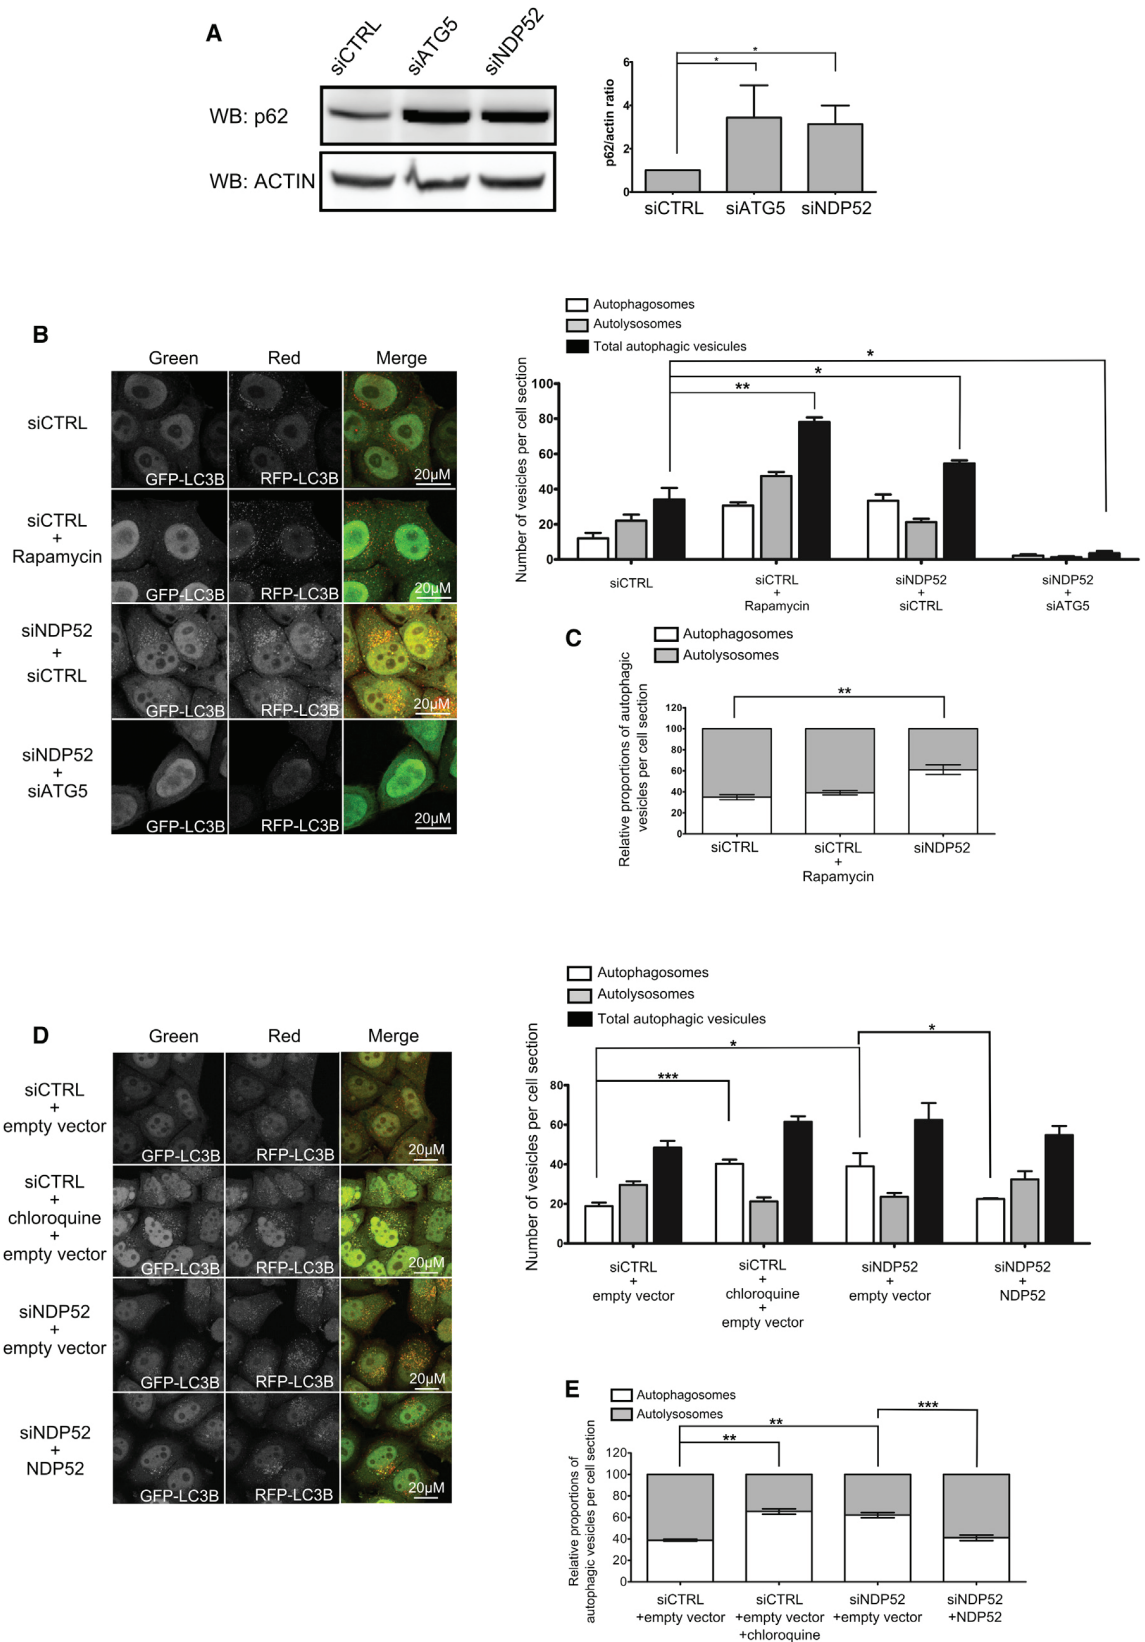 A
siCTRL
siATG5
siNDP52
WB: p62
WB: ACTIN
p62/actin ratio
6
4
2
0
*
*
siCTRL
siATG5
siNDP52
B
Green
Red
Merge
siCTRL
GFP-LC3B
RFP-LC3B
20µM
siCTRL
+
Rapamycin
GFP-LC3B
RFP-LC3B
20µM
siNDP52
+
siCTRL
GFP-LC3B
RFP-LC3B
20µM
siNDP52
+
siATG5
GFP-LC3B
RFP-LC3B
20µM
Autophagosomes
Autolysosomes
Total autophagic vesicules
Number of vesicles per cell section
100
80
60
40
20
0
*
*
**
siCTRL
siCTRL
+
Rapamycin
siNDP52
+
siCTRL
siNDP52
+
siATG5
C
Autophagosomes
Autolysosomes
Relative proportions of autophagic
vesicles per cell section
120
100
80
60
40
20
0
**
siCTRL
siCTRL
+
Rapamycin
siNDP52
D
Green
Red
Merge
siCTRL
+
empty vector
GFP-LC3B
RFP-LC3B
20µM
siCTRL
+
chloroquine
+
empty vector
GFP-LC3B
RFP-LC3B
20µM
siNDP52
+
empty vector
GFP-LC3B
RFP-LC3B
20µM
siNDP52
+
NDP52
GFP-LC3B
RFP-LC3B
20µM
Autophagosomes
Autolysosomes
Total autophagic vesicules
Number of vesicles per cell section
80
60
40
20
0
*
*
***
siCTRL
+
empty vector
siCTRL
+
chloroquine
+
empty vector
siNDP52
+
empty vector
siNDP52
+
NDP52
E
Autophagosomes
Autolysosomes
Relative proportions of
autophagic vesicles per cell section
120
100
80
60
40
20
0
***
**
**
siCTRL
+empty vector
siCTRL
+empty vector
+chloroquine
siNDP52
+empty vector
siNDP52
+NDP52